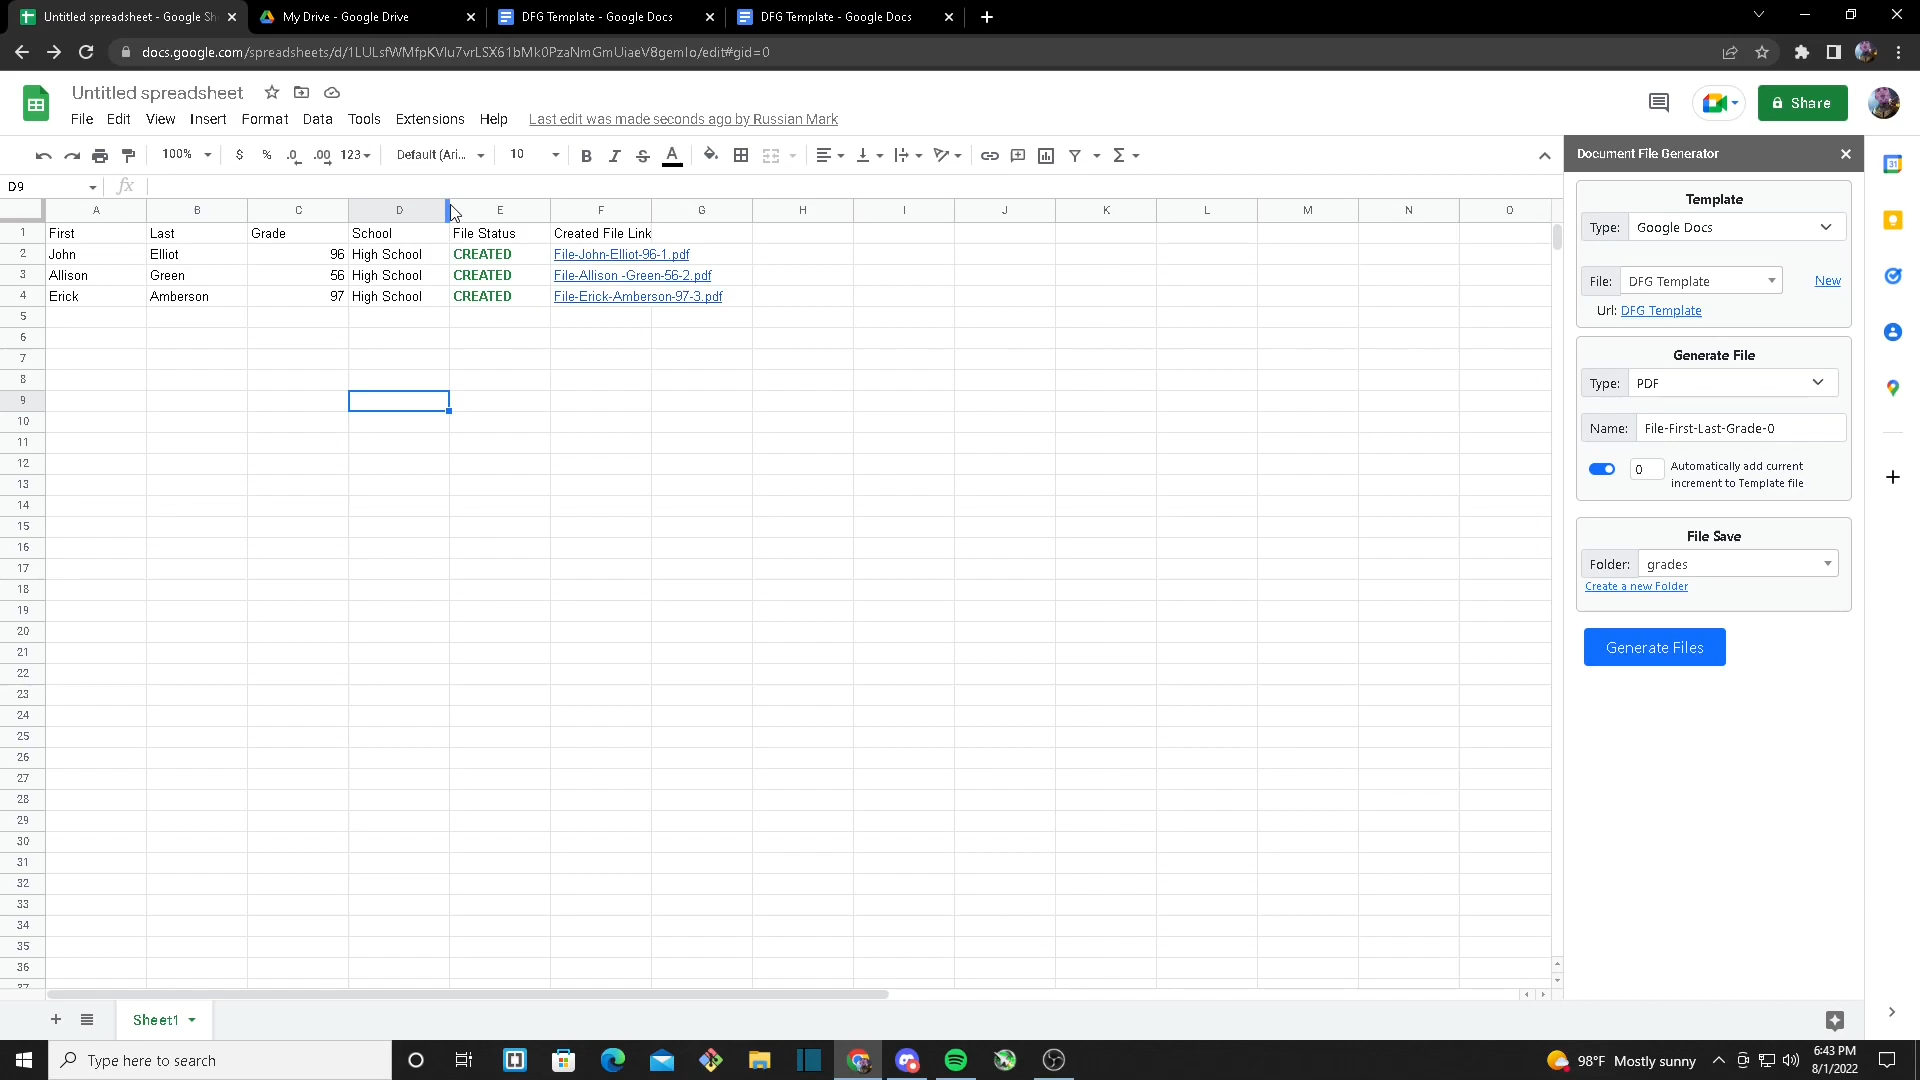 Untitled spreadsheet - Google Sh
My Drive - Google Drive
DFG Template - Google Docs
DFG Template - Google Docs
docs.google.com/spreadsheets/d/1LULsfWMfpKVlu7vrLSX61bMk0PzaNmGmUiaeV8gemIo/edit#gid=0
Untitled spreadsheet
File Edit View Insert Format Data Tools Extensions Help Last edit was made seconds ago by Russian Mark
Share
100% $ % .0 .00 123 Default (Ari... 10 B I S A Σ
D9 fx
A B C D E F G H I J K L M N O
1 First Last Grade School File Status Created File Link
2 John Elliot 96 High School CREATED File-John-Elliot-96-1.pdf
3 Allison Green 56 High School CREATED File-Allison -Green-56-2.pdf
4 Erick Amberson 97 High School CREATED File-Erick-Amberson-97-3.pdf
5
6
7
8
9
10
11
12
13
14
15
16
17
18
19
20
21
22
23
24
25
26
27
28
29
30
31
32
33
34
35
36
37
Document File Generator
Template
Type: Google Docs
File: DFG Template New
Url: DFG Template
Generate File
Type: PDF
Name: File-First-Last-Grade-0
0 Automatically add current
increment to Template file
File Save
Folder: grades
Create a new Folder
Generate Files
31
Sheet1
Type here to search
98°F Mostly sunny
6:43 PM
8/1/2022